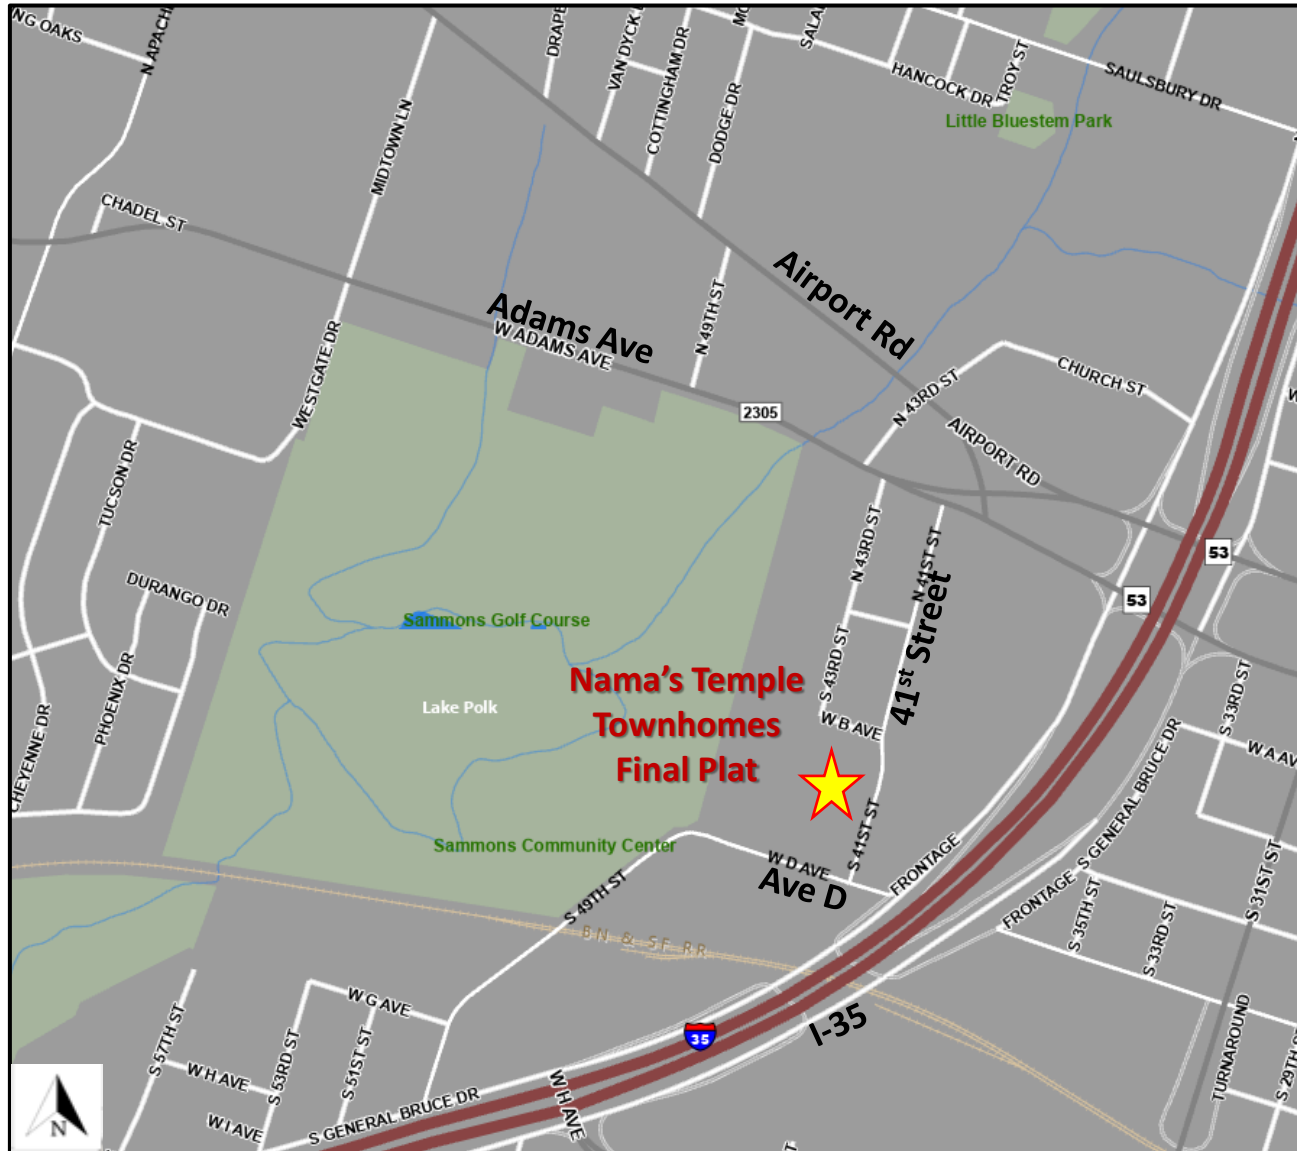 NG OAKS
N APACH
DRAPE
VAN DYCK
COTTINGHAM DR
DODGE DR
MO
SALA
HANCOCK DR
TROY ST
SAULSBURY DR
Little Bluestem Park
MIDTOWN LN
CHADEL ST
Adams Ave
W ADAMS AVE
Airport Rd
N 49TH ST
WESTGATE DR
2305
N 43RD ST
CHURCH ST
AIRPORT RD
TUCSON DR
N 43RD ST
N 41ST ST
53
53
DURANGO DR
Sammons Golf Course
41st Street
S 43RD ST
PHOENIX DR
CHEYENNE DR
Lake Polk
Nama's Temple
Townhomes
Final Plat
W B AVE
S 33RD ST
W A AV
S GENERAL BRUCE DR
S 41ST ST
Sammons Community Center
W D AVE
Ave D
FRONTAGE
FRONTAGE
S 49TH ST
S 35TH ST
S 33RD ST
S 31ST ST
BN & SF RR
I-35
35
W G AVE
S 57TH ST
S 53RD ST
S 51ST ST
W H AVE
W I AVE
S GENERAL BRUCE DR
W H AVE
TURNAROUND
S 29TH ST
N